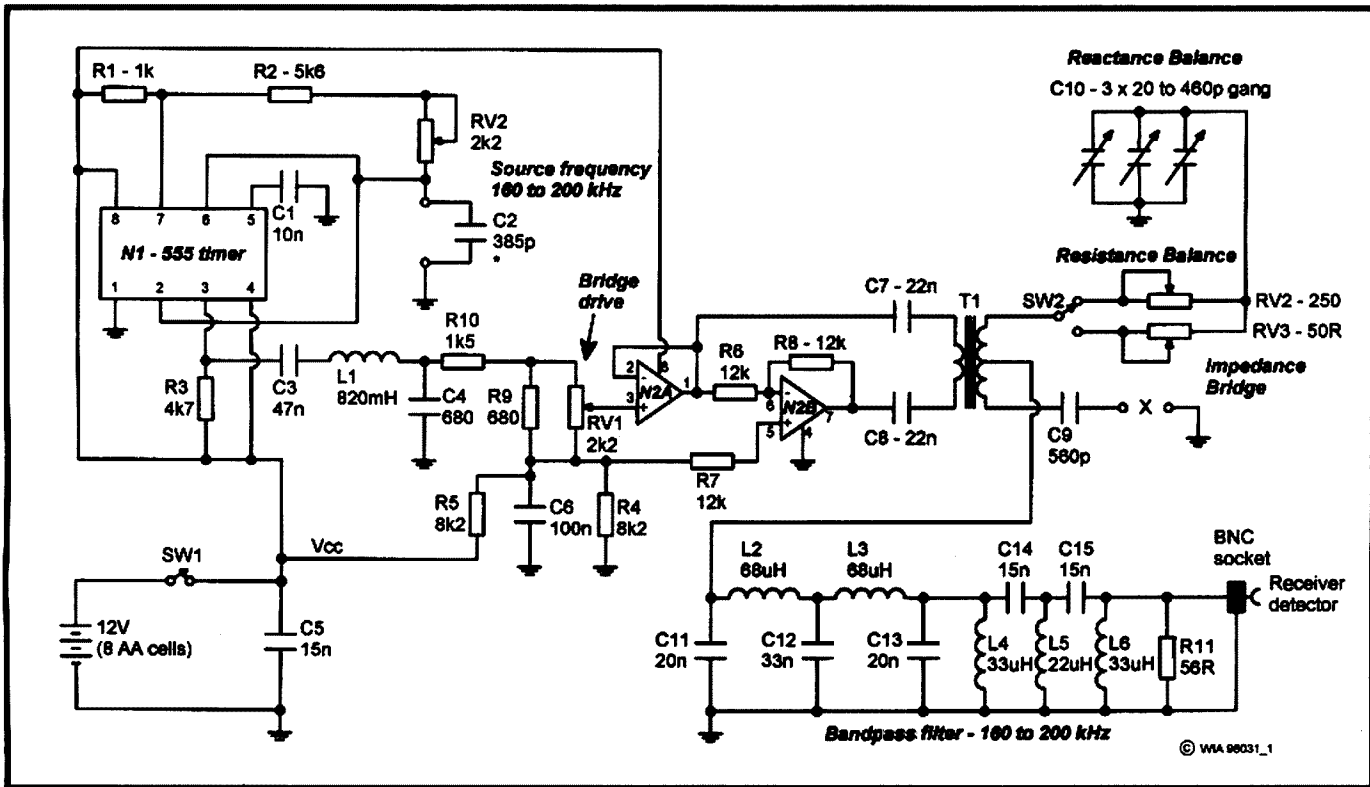 R1 - 1k
R2 - 5k6
RV2
2k2
Source frequency
160 to 200 kHz
8
7
6
5
C1
10n
N1 - 555 timer
1
2
3
4
C2
385p
*
Reactance Balance
C10 - 3 x 20 to 460p gang
Resistance Balance
SW2
RV2 - 250
RV3 - 50R
Impedance
Bridge
Bridge
drive
C7 - 22n
T1
R10
1k5
R3
4k7
C3
47n
L1
820mH
C4
680
R9
680
RV1
2k2
2
-
3
+
N2A
8
1
R6
12k
R8 - 12k
6
-
5
+
N2B
7
4
C8 - 22n
C9
560p
X
R7
12k
R5
8k2
C6
100n
R4
8k2
Vcc
SW1
12V
(8 AA cells)
C5
15n
L2
68uH
L3
68uH
C14
15n
C15
15n
BNC
socket
Receiver
detector
C11
20n
C12
33n
C13
20n
L4
33uH
L5
22uH
L6
33uH
R11
56R
Bandpass filter - 160 to 200 kHz
© WIA 96031_1